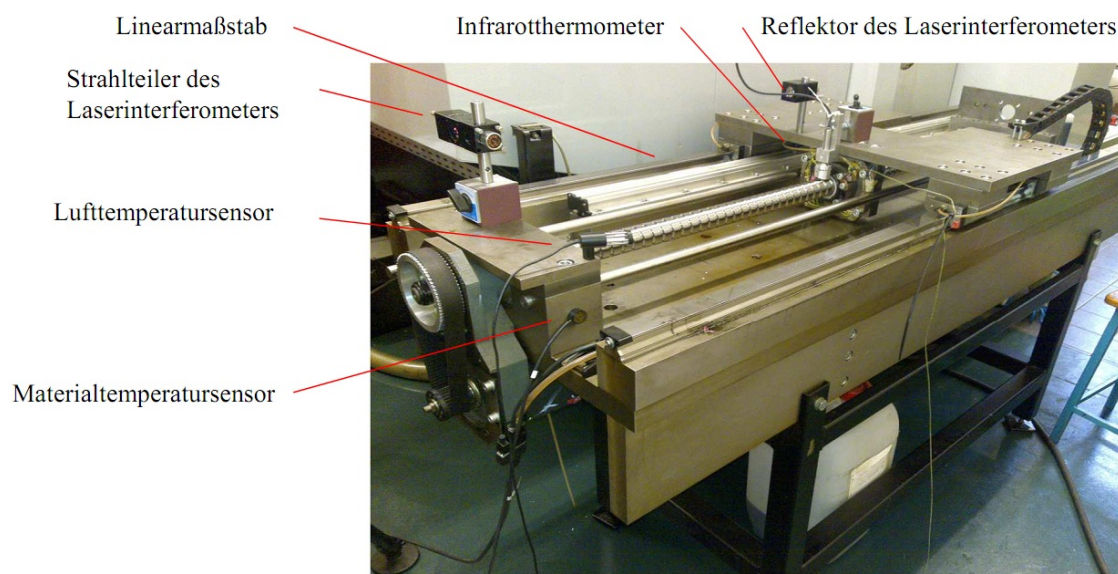 Linearmaßstab
Infrarotthermometer
Reflektor des Laserinterferometers
Strahlteiler des
Laserinterferometers
Lufttemperatursensor
Materialtemperatursensor